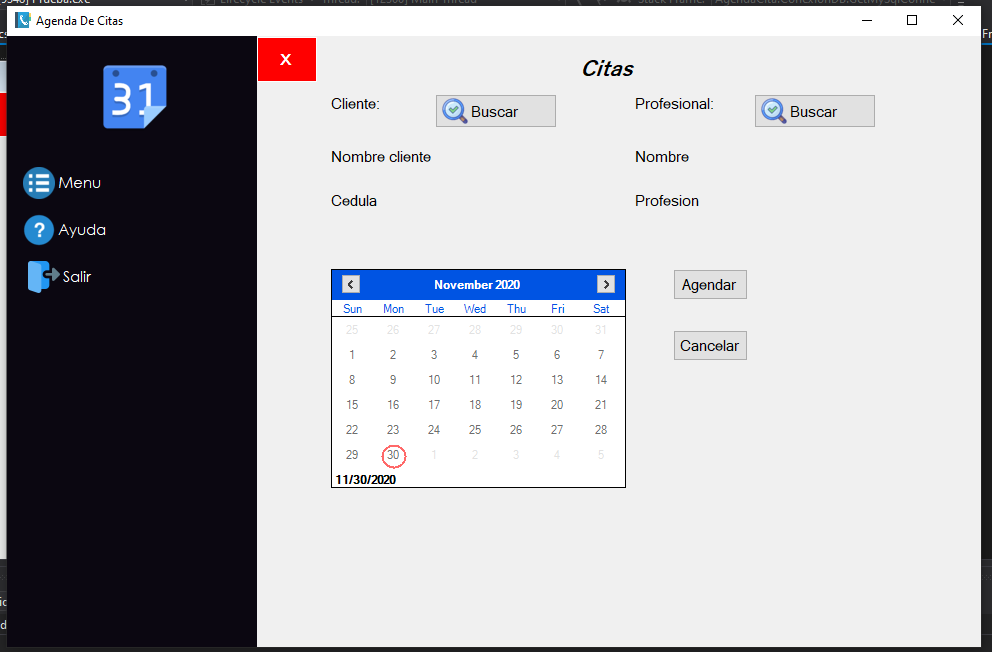 Agenda De Citas
31
Menu
Ayuda
Salir
X
Citas
Cliente:
Buscar
Profesional:
Buscar
Nombre cliente
Nombre
Cedula
Profesion
November 2020
Sun Mon Tue Wed Thu Fri Sat
25 26 27 28 29 30 31
1 2 3 4 5 6 7
8 9 10 11 12 13 14
15 16 17 18 19 20 21
22 23 24 25 26 27 28
29 30 1 2 3 4 5
11/30/2020
Agendar
Cancelar